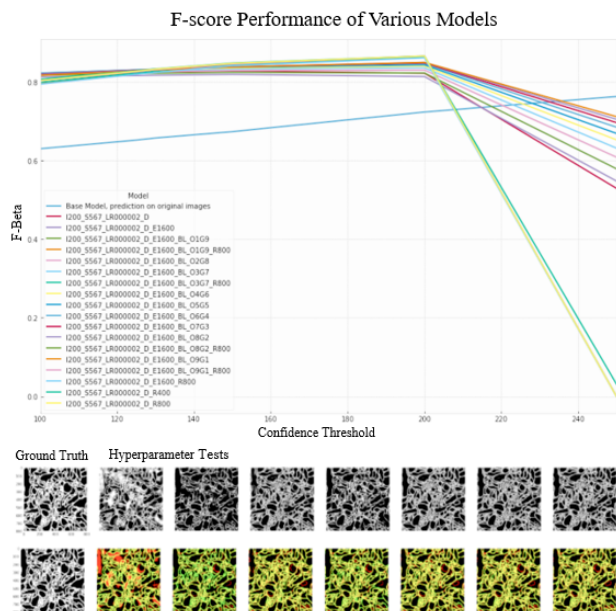 F-score Performance of Various Models
F-Beta
0.8
0.6
0.4
0.2
0.0
Model
Base Model, prediction on original images
I200_S567_LR000002_D
I200_S567_LR000002_D_E1600
I200_S567_LR000002_D_E1600_BL_O1G9
I200_S567_LR000002_D_E1600_BL_O1G9_R800
I200_S567_LR000002_D_E1600_BL_O2G8
I200_S567_LR000002_D_E1600_BL_O3G7
I200_S567_LR000002_D_E1600_BL_O3G7_R800
I200_S567_LR000002_D_E1600_BL_O4G6
I200_S567_LR000002_D_E1600_BL_O5G5
I200_S567_LR000002_D_E1600_BL_O6G4
I200_S567_LR000002_D_E1600_BL_O7G3
I200_S567_LR000002_D_E1600_BL_O8G2
I200_S567_LR000002_D_E1600_BL_O8G2_R800
I200_S567_LR000002_D_E1600_BL_O9G1
I200_S567_LR000002_D_E1600_BL_O9G1_R800
I200_S567_LR000002_D_E1600_R800
I200_S567_LR000002_D_R400
I200_S567_LR000002_D_R800
100 120 140 160 180 200 220 240
Confidence Threshold
Ground Truth Hyperparameter Tests